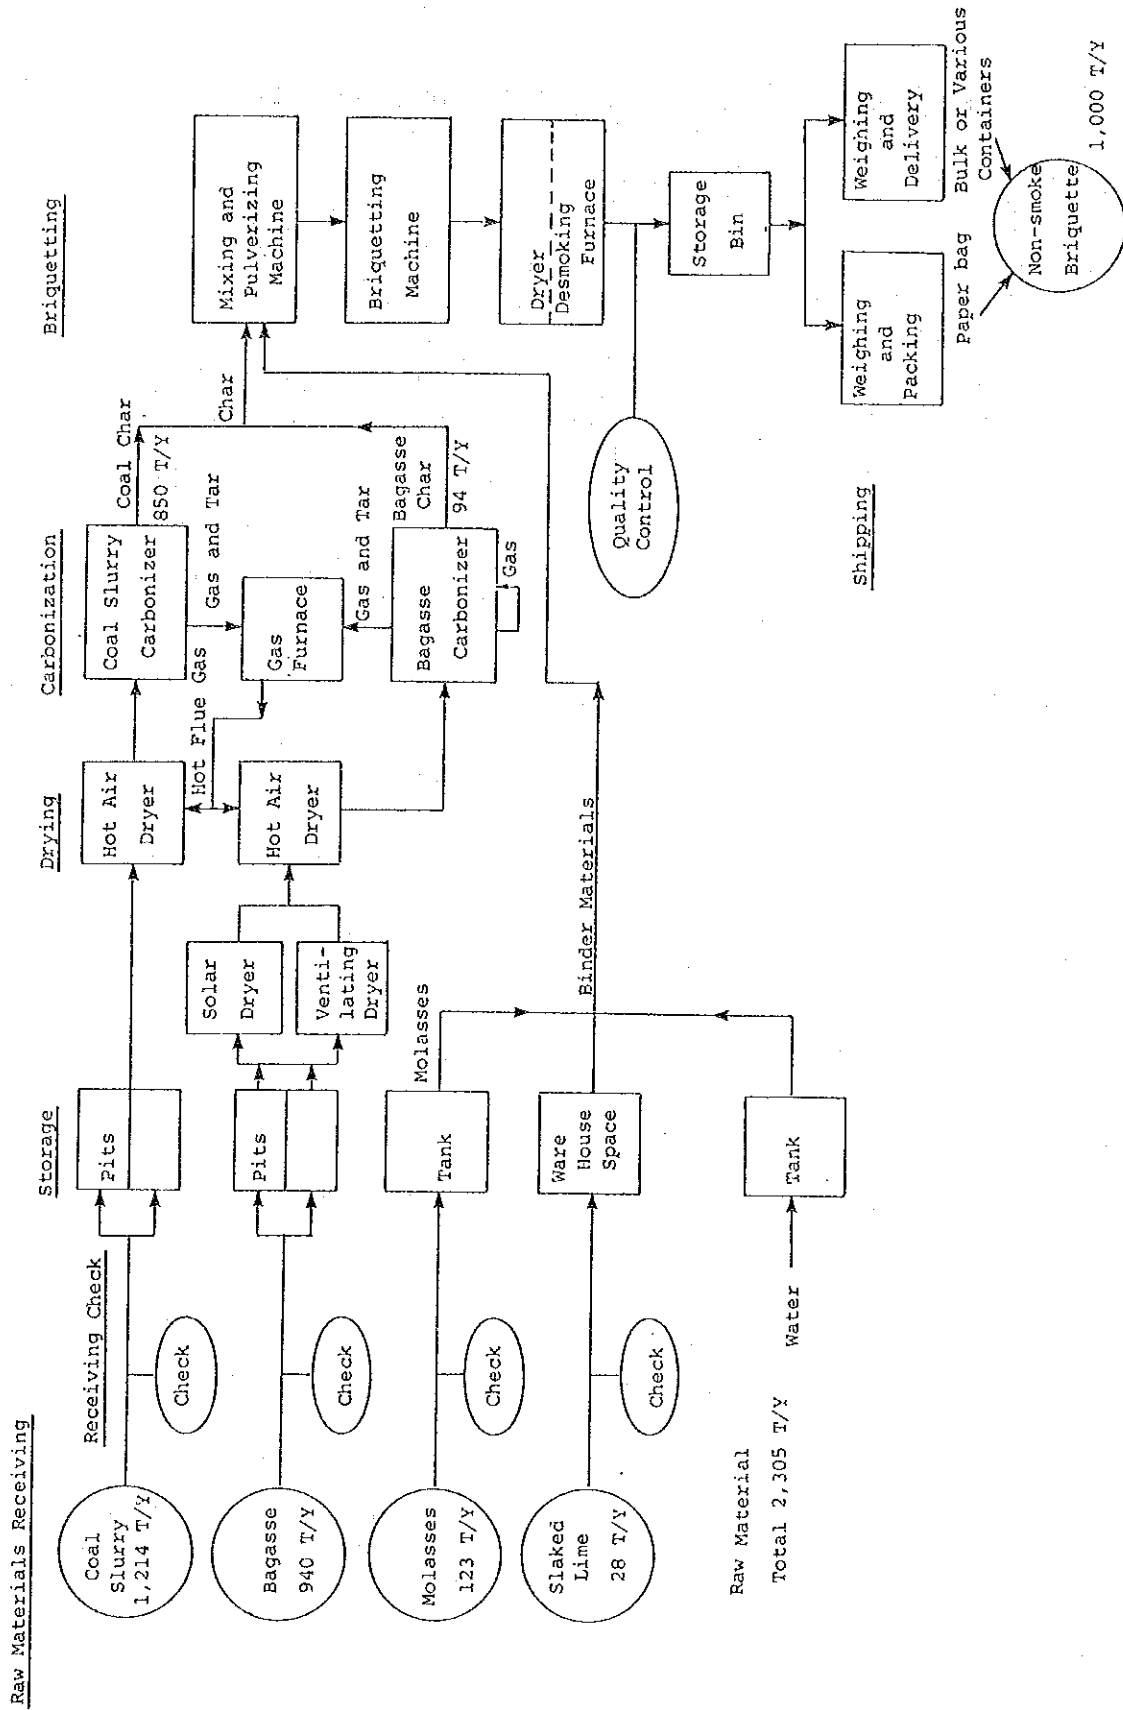 Raw Materials Receiving
Receiving Check
Storage
Drying
Carbonization
Briquetting
Coal
Slurry
1,214 T/Y
Check
Pits
Hot Air
Dryer
Coal Slurry
Carbonizer
Coal Char
850 T/Y
Gas and Tar
Hot Flue Gas
Gas
Furnace
Char
Bagasse
940 T/Y
Check
Pits
Solar
Dryer
Venti-
lating
Dryer
Hot Air
Dryer
Gas and Tar
Bagasse
Carbonizer
Gas
Bagasse
Char
94 T/Y
Mixing and
Pulverizing
Machine
Briquetting
Machine
Dryer
Desmoking
Furnace
Molasses
123 T/Y
Check
Tank
Molasses
Slaked
Lime
28 T/Y
Check
Ware
House
Space
Binder Materials
Quality
Control
Storage
Bin
Raw Material
Total 2,305 T/Y
Water
Tank
Shipping
Weighing
and
Packing
Weighing
and
Delivery
Paper bag
Bulk or Various
Containers
Non-smoke
Briquette
1,000 T/Y